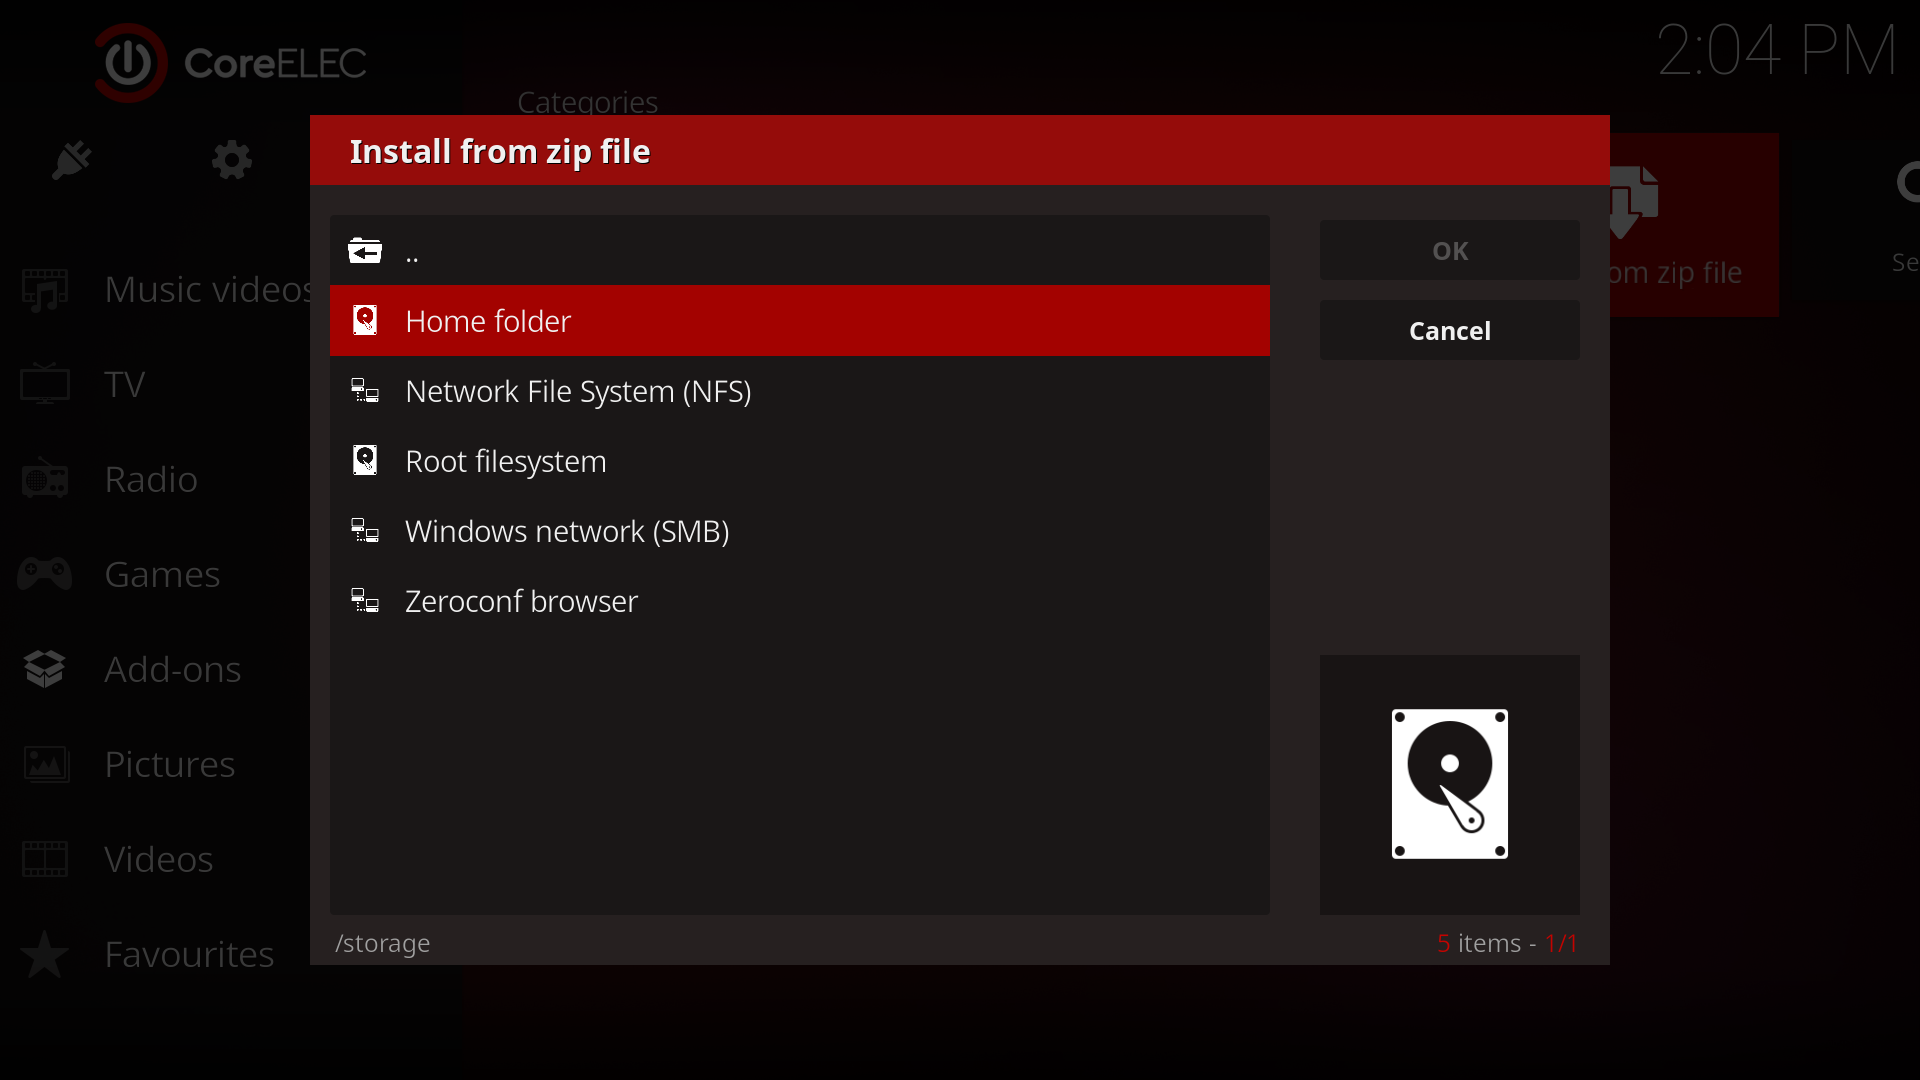 CoreELEC
2:04 PM
Categories
Install from zip file
..
Home folder
Network File System (NFS)
Root filesystem
Windows network (SMB)
Zeroconf browser
OK
Cancel
/storage
5 items - 1/1
Music videos
TV
Radio
Games
Add-ons
Pictures
Videos
Favourites
om zip file
Se